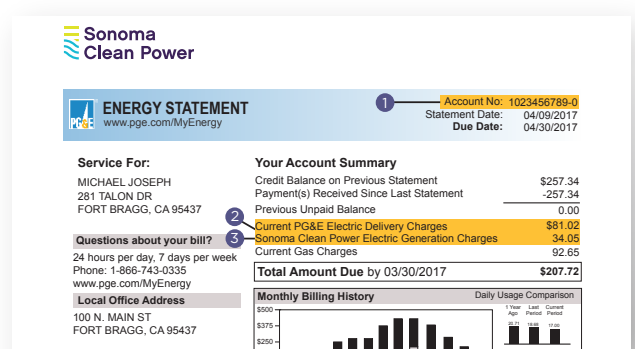 Sonoma
Clean Power
PG&E
ENERGY STATEMENT
www.pge.com/MyEnergy
1
Account No: 1023456789-0
Statement Date: 04/09/2017
Due Date: 04/30/2017
Service For:
MICHAEL JOSEPH
281 TALON DR
FORT BRAGG, CA 95437
Questions about your bill?
24 hours per day, 7 days per week
Phone: 1-866-743-0335
www.pge.com/MyEnergy
Local Office Address
100 N. MAIN ST
FORT BRAGG, CA 95437
Your Account Summary
Credit Balance on Previous Statement $257.34
Payment(s) Received Since Last Statement -257.34
Previous Unpaid Balance 0.00
2 Current PG&E Electric Delivery Charges $81.02
3 Sonoma Clean Power Electric Generation Charges 34.05
Current Gas Charges 92.65
Total Amount Due by 03/30/2017 $207.72
Monthly Billing History
Daily Usage Comparison
$500
$375
$250
1 Year Ago
Last Period
Current Period